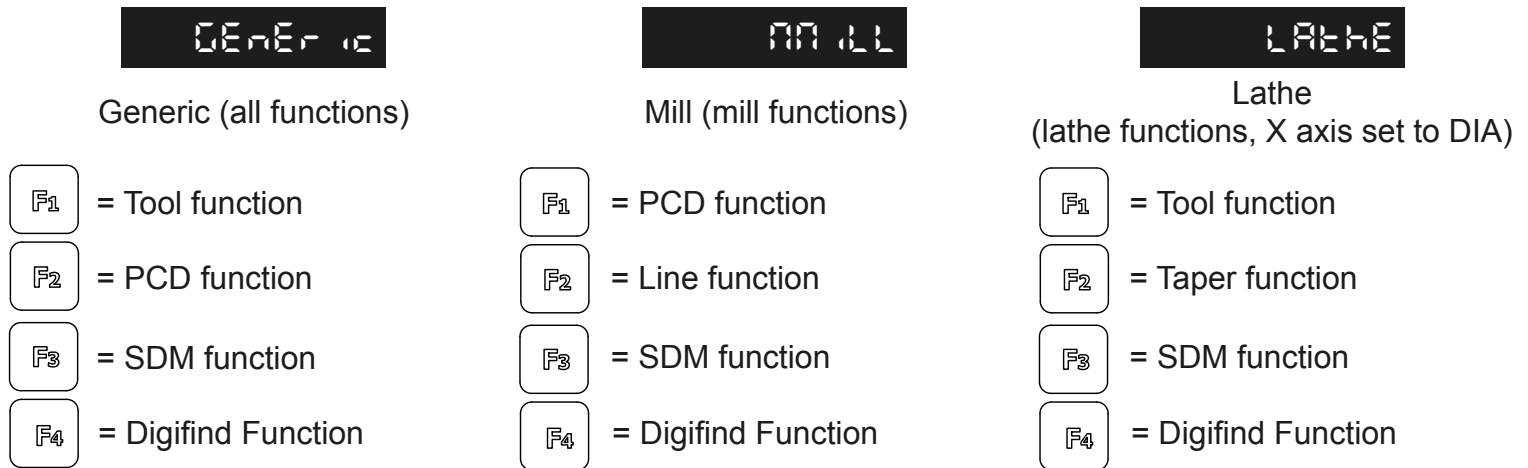 GEnEr ic
Generic (all functions)
F1 = Tool function
F2 = PCD function
F3 = SDM function
F4 = Digifind Function
nn iLL
Mill (mill functions)
F1 = PCD function
F2 = Line function
F3 = SDM function
F4 = Digifind Function
LAthE
Lathe
(lathe functions, X axis set to DIA)
F1 = Tool function
F2 = Taper function
F3 = SDM function
F4 = Digifind Function